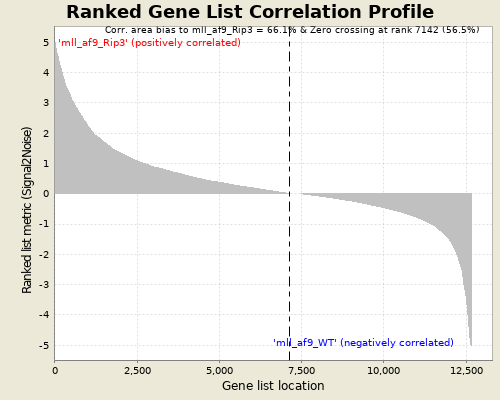 Ranked Gene List Correlation Profile
Corr. area bias to mll_af9_Rip3 = 66.1% & Zero crossing at rank 7142 (56.5%)
'mll_af9_Rip3' (positively correlated)
5
4
3
2
1
0
-1
-2
-3
-4
-5
Ranked list metric (Signal2Noise)
'mll_af9_WT' (negatively correlated)
0 2,500 5,000 7,500 10,000 12,500
Gene list location